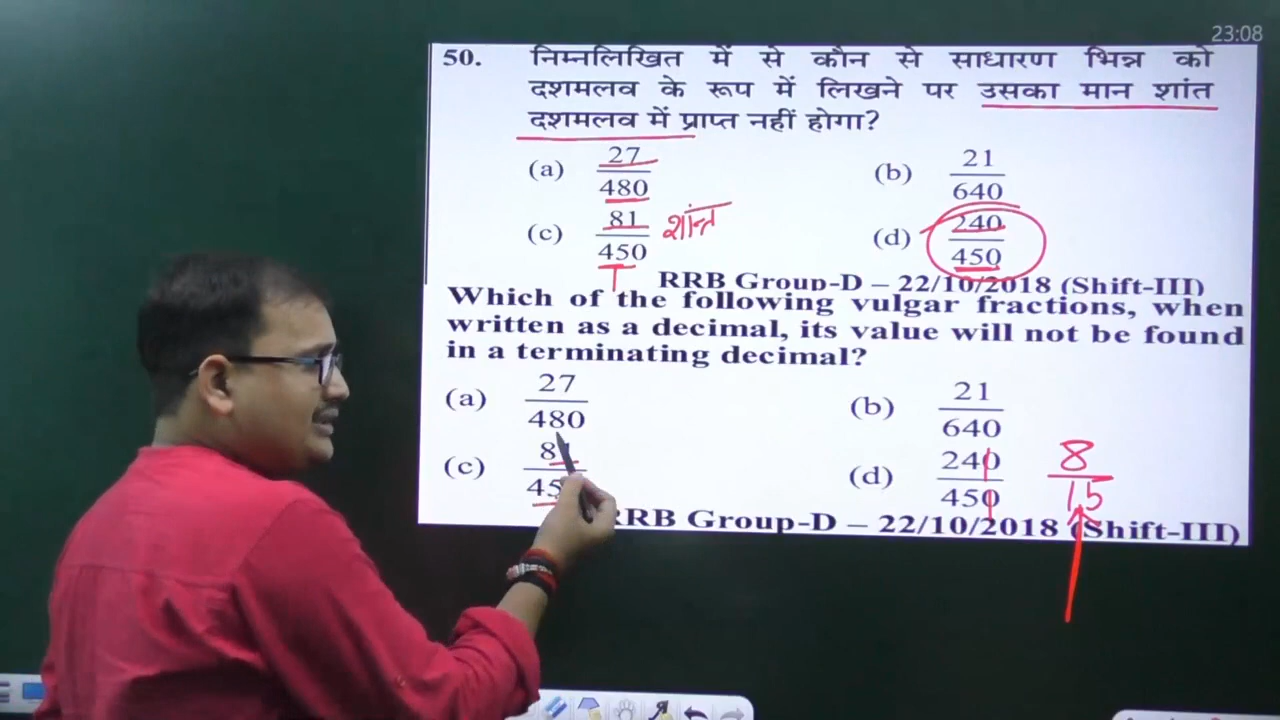 23:08
50. निम्नलिखित में से कौन से साधारण भिन्न को
दशमलव के रूप में लिखने पर उसका मान शांत
दशमलव में प्राप्त नहीं होगा?
(a) 27/480 (b) 21/640
(c) 81/450 शान्त (d) 240/450
T
RRB Group-D – 22/10/2018 (Shift-III)
Which of the following vulgar fractions, when
written as a decimal, its value will not be found
in a terminating decimal?
(a) 27/480 (b) 21/640
(c) (d) 240/450 8/15
RRB Group-D – 22/10/2018 (Shift-III)